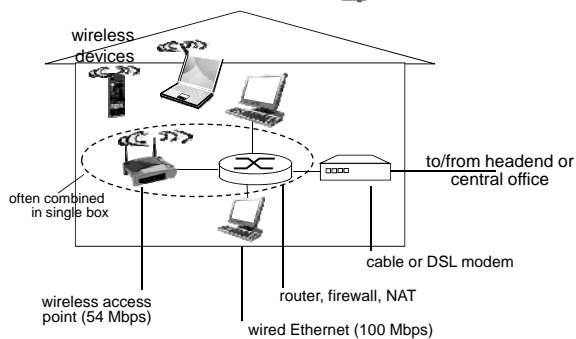 wireless
devices
to/from headend or
central office
often combined
in single box
cable or DSL modem
router, firewall, NAT
wireless access
point (54 Mbps)
wired Ethernet (100 Mbps)